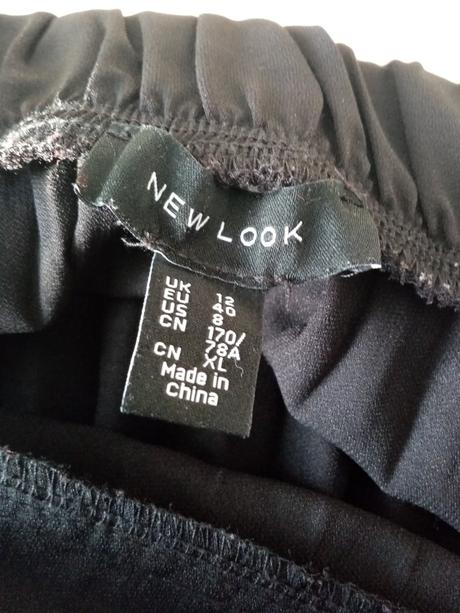 NEW LOOK
UK 12
EU 40
US 8
CN 170/
78A
CN XL
Made in
China